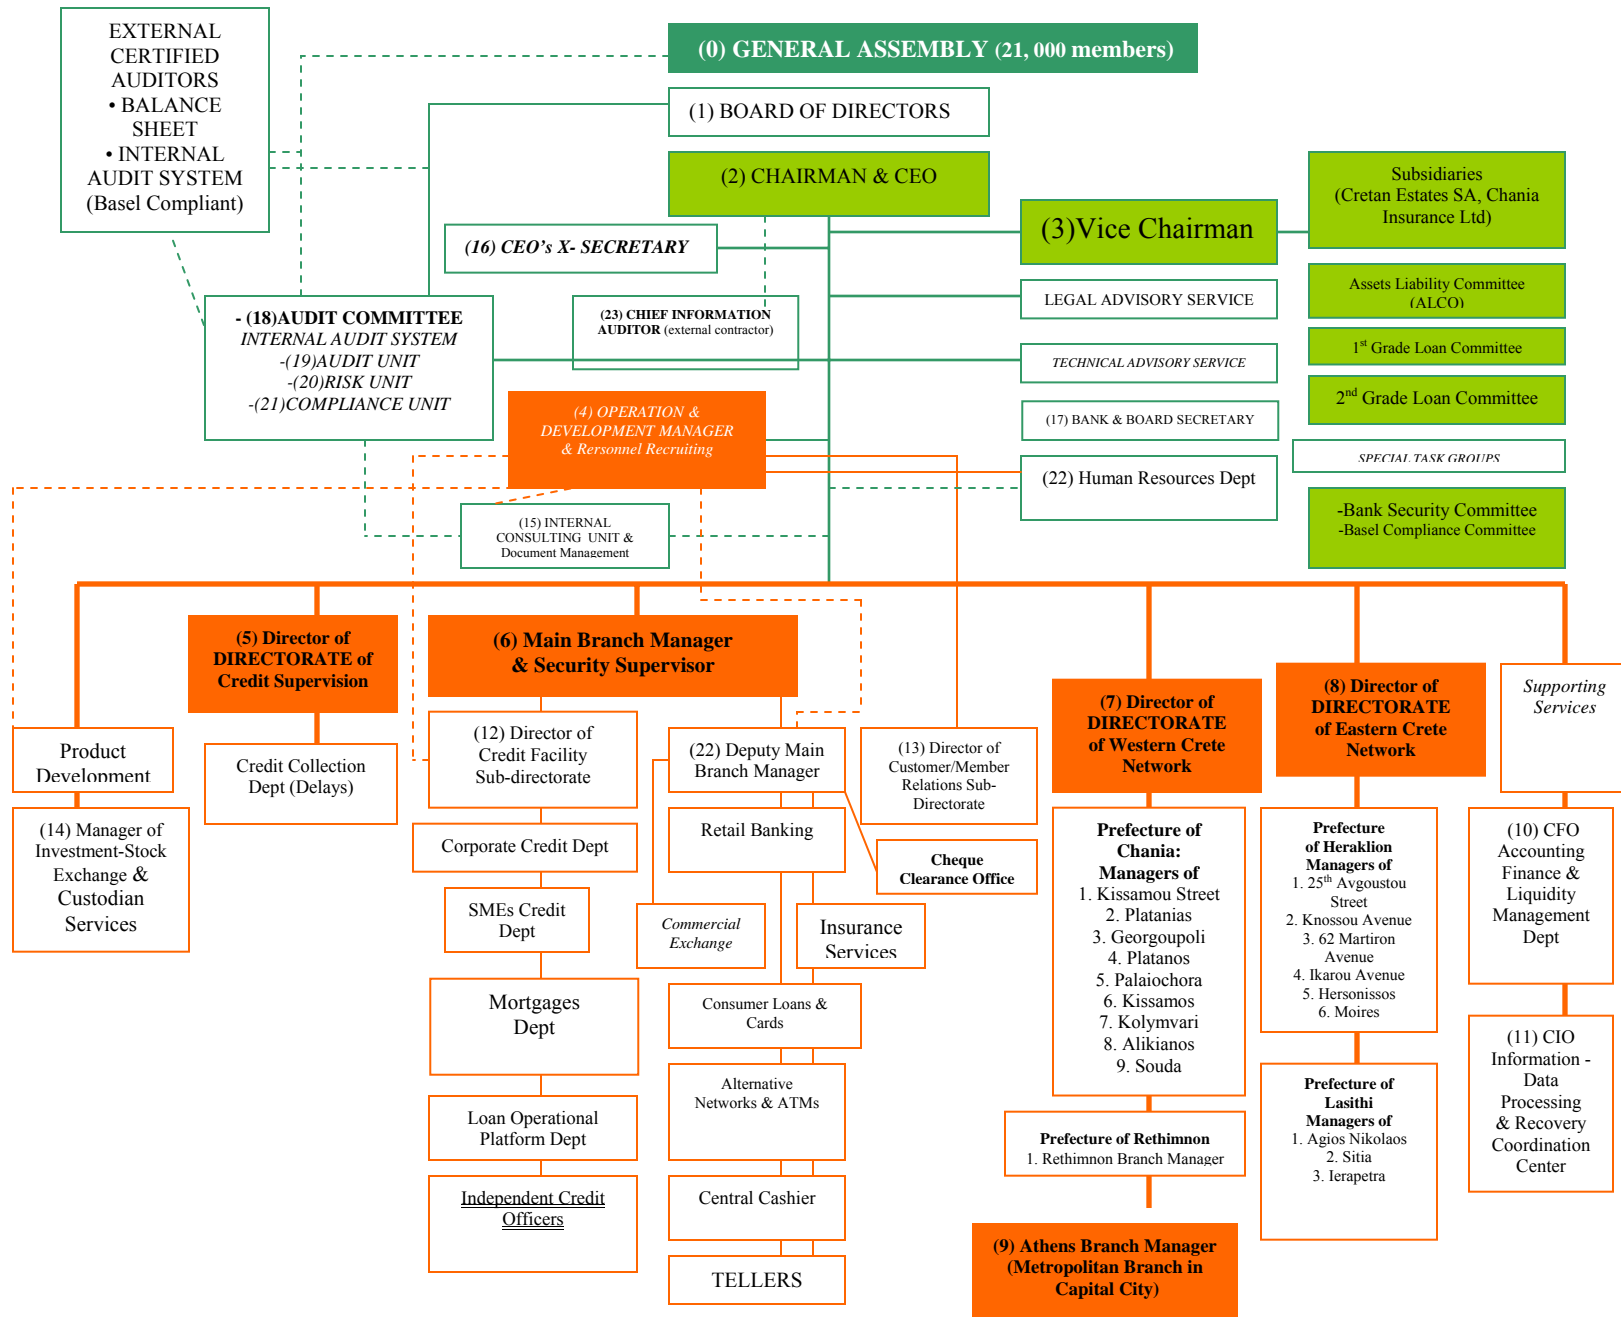 EXTERNAL
CERTIFIED
AUDITORS
• BALANCE
SHEET
• INTERNAL
AUDIT SYSTEM
(Basel Compliant)
(0) GENERAL ASSEMBLY (21, 000 members)
(1) BOARD OF DIRECTORS
(2) CHAIRMAN & CEO
(16) CEO's X- SECRETARY
(3)Vice Chairman
Subsidiaries
(Cretan Estates SA, Chania
Insurance Ltd)
- (18)AUDIT COMMITTEE
INTERNAL AUDIT SYSTEM
-(19)AUDIT UNIT
-(20)RISK UNIT
-(21)COMPLIANCE UNIT
(23) CHIEF INFORMATION
AUDITOR (external contractor)
LEGAL ADVISORY SERVICE
Assets Liability Committee
(ALCO)
TECHNICAL ADVISORY SERVICE
1st Grade Loan Committee
2nd Grade Loan Committee
(4) OPERATION &
DEVELOPMENT MANAGER
& Rersonnel Recruiting
(17) BANK & BOARD SECRETARY
SPECIAL TASK GROUPS
(22) Human Resources Dept
-Bank Security Committee
-Basel Compliance Committee
(15) INTERNAL
CONSULTING UNIT &
Document Management
(5) Director of
DIRECTORATE of
Credit Supervision
(6) Main Branch Manager
& Security Supervisor
(7) Director of
DIRECTORATE
of Western Crete
Network
(8) Director of
DIRECTORATE
of Eastern Crete
Network
Supporting
Services
Product
Development
Credit Collection
Dept (Delays)
(12) Director of
Credit Facility
Sub-directorate
(22) Deputy Main
Branch Manager
(13) Director of
Customer/Member
Relations Sub-
Directorate
(14) Manager of
Investment-Stock
Exchange &
Custodian
Services
Corporate Credit Dept
Retail Banking
Cheque
Clearance Office
SMEs Credit
Dept
Commercial
Exchange
Insurance
Services
Mortgages
Dept
Consumer Loans &
Cards
Loan Operational
Platform Dept
Alternative
Networks & ATMs
Independent Credit
Officers
Central Cashier
TELLERS
Prefecture of
Chania:
Managers of
1. Kissamou Street
2. Platanias
3. Georgoupoli
4. Platanos
5. Palaiochora
6. Kissamos
7. Kolymvari
8. Alikianos
9. Souda
Prefecture of Rethimnon
1. Rethimnon Branch Manager
(9) Athens Branch Manager
(Metropolitan Branch in
Capital City)
Prefecture
of Heraklion
Managers of
1. 25th Avgoustou
Street
2. Knossou Avenue
3. 62 Martiron
Avenue
4. Ikarou Avenue
5. Hersonissos
6. Moires
Prefecture of
Lasithi
Managers of
1. Agios Nikolaos
2. Sitia
3. Ierapetra
(10) CFO
Accounting
Finance &
Liquidity
Management
Dept
(11) CIO
Information -
Data
Processing
& Recovery
Coordination
Center